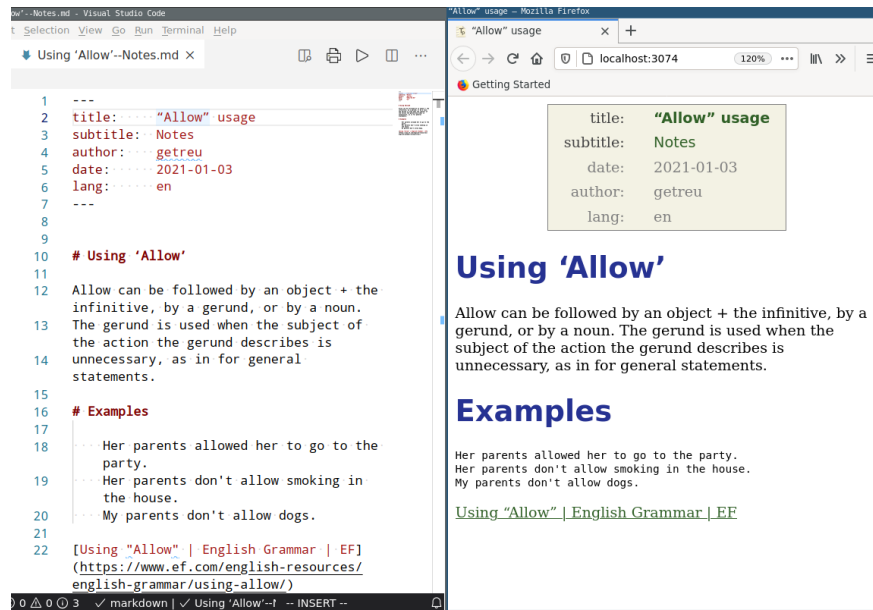 ow'--Notes.md - Visual Studio Code
t Selection View Go Run Terminal Help
Using ‘Allow’--Notes.md ×
1 ---
2 title: “Allow” usage
3 subtitle: Notes
4 author: getreu
5 date: 2021-01-03
6 lang: en
7 ---
8
9
10 # Using ‘Allow’
11
12 Allow can be followed by an object + the
infinitive, by a gerund, or by a noun.
13 The gerund is used when the subject of
the action the gerund describes is
14 unnecessary, as in for general
statements.
15
16 # Examples
17
18 Her parents allowed her to go to the
party.
19 Her parents don't allow smoking in
the house.
20 My parents don't allow dogs.
21
22 [Using "Allow" | English Grammar | EF]
(https://www.ef.com/english-resources/
english-grammar/using-allow/)
0 0 3 markdown | Using ‘Allow’--N -- INSERT --
“Allow” usage — Mozilla Firefox
“Allow” usage × +
localhost:3074 120%
Getting Started
title: “Allow” usage
subtitle: Notes
date: 2021-01-03
author: getreu
lang: en
Using ‘Allow’
Allow can be followed by an object + the infinitive, by a
gerund, or by a noun. The gerund is used when the
subject of the action the gerund describes is
unnecessary, as in for general statements.
Examples
Her parents allowed her to go to the party.
Her parents don't allow smoking in the house.
My parents don't allow dogs.
Using “Allow” | English Grammar | EF